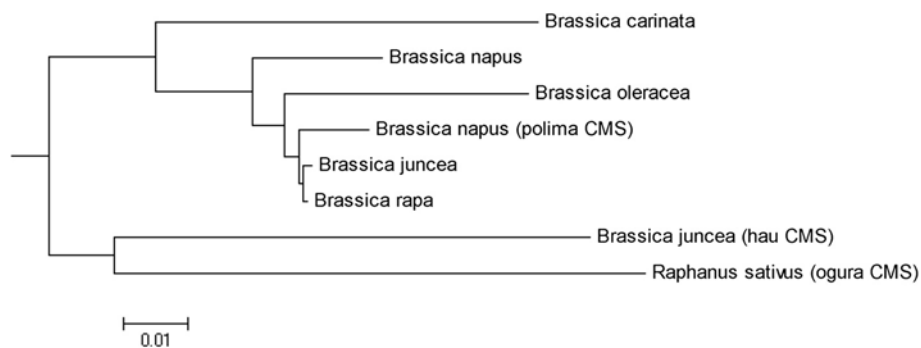 Brassica carinata
Brassica napus
Brassica oleracea
Brassica napus (polima CMS)
Brassica juncea
Brassica rapa
Brassica juncea (hau CMS)
Raphanus sativus (ogura CMS)
0.01